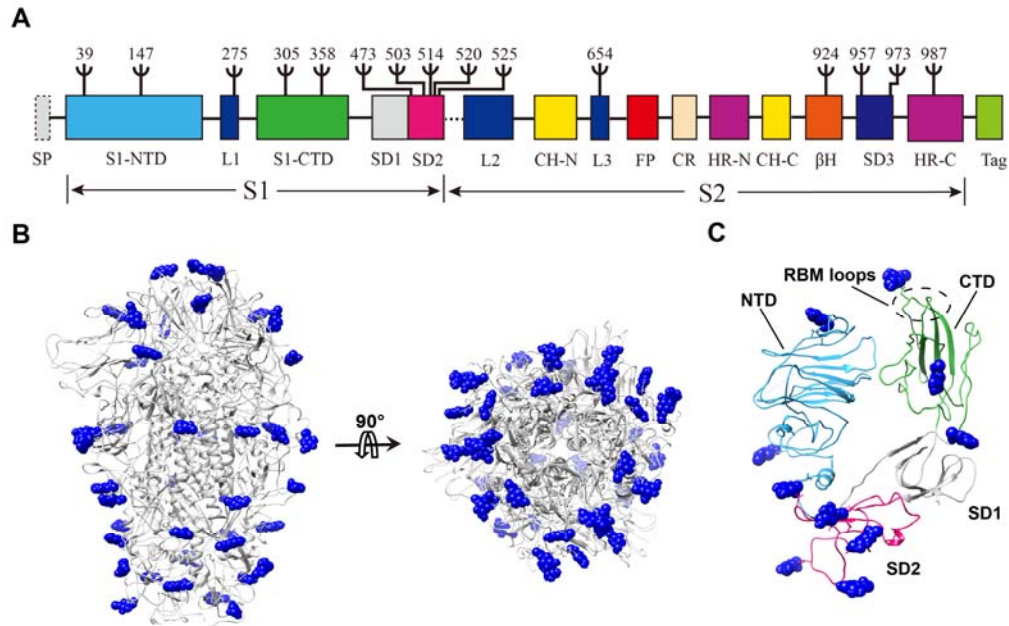 A
39 147 275 305 358 473 503 514 520 525 654 924 957 973 987
SP S1-NTD L1 S1-CTD SD1 SD2 L2 CH-N L3 FP CR HR-N CH-C βH SD3 HR-C Tag
S1 S2
B
90°
C
RBM loops
NTD
CTD
SD1
SD2